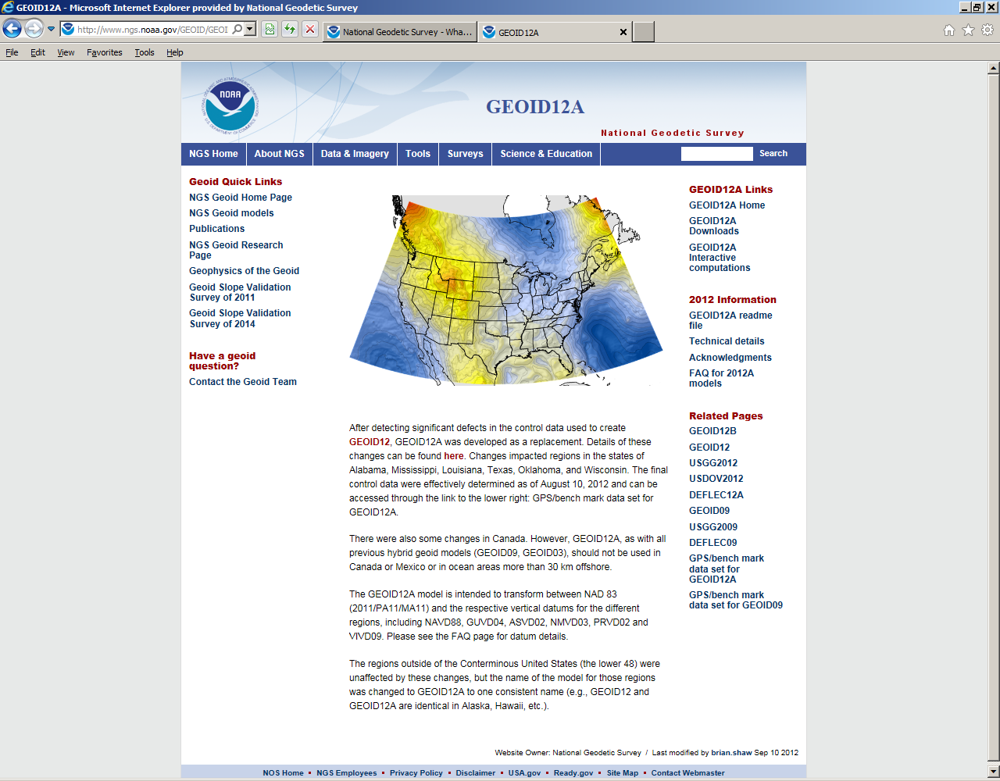 GEOID12A - Microsoft Internet Explorer provided by National Geodetic Survey
http://www.ngs.noaa.gov/GEOID/GEOI
National Geodetic Survey - Wha...
GEOID12A
File Edit View Favorites Tools Help
NOAA
GEOID12A
National Geodetic Survey
NGS Home
About NGS
Data & Imagery
Tools
Surveys
Science & Education
Search
Geoid Quick Links
NGS Geoid Home Page
NGS Geoid models
Publications
NGS Geoid Research
Page
Geophysics of the Geoid
Geoid Slope Validation
Survey of 2011
Geoid Slope Validation
Survey of 2014
Have a geoid
question?
Contact the Geoid Team
After detecting significant defects in the control data used to create
GEOID12, GEOID12A was developed as a replacement. Details of these
changes can be found here. Changes impacted regions in the states of
Alabama, Mississippi, Louisiana, Texas, Oklahoma, and Wisconsin. The final
control data were effectively determined as of August 10, 2012 and can be
accessed through the link to the lower right: GPS/bench mark data set for
GEOID12A.
There were also some changes in Canada. However, GEOID12A, as with all
previous hybrid geoid models (GEOID09, GEOID03), should not be used in
Canada or Mexico or in ocean areas more than 30 km offshore.
The GEOID12A model is intended to transform between NAD 83
(2011/PA11/MA11) and the respective vertical datums for the different
regions, including NAVD88, GUVD04, ASVD02, NMVD03, PRVD02 and
VIVD09. Please see the FAQ page for datum details.
The regions outside of the Conterminous United States (the lower 48) were
unaffected by these changes, but the name of the model for those regions
was changed to GEOID12A to one consistent name (e.g., GEOID12 and
GEOID12A are identical in Alaska, Hawaii, etc.).
GEOID12A Links
GEOID12A Home
GEOID12A
Downloads
GEOID12A
Interactive
computations
2012 Information
GEOID12A readme
file
Technical details
Acknowledgments
FAQ for 2012A
models
Related Pages
GEOID12B
GEOID12
USGG2012
USDOV2012
DEFLEC12A
GEOID09
USGG2009
DEFLEC09
GPS/bench mark
data set for
GEOID12A
GPS/bench mark
data set for GEOID09
Website Owner: National Geodetic Survey / Last modified by brian.shaw Sep 10 2012
NOS Home ▪ NGS Employees ▪ Privacy Policy ▪ Disclaimer ▪ USA.gov ▪ Ready.gov ▪ Site Map ▪ Contact Webmaster